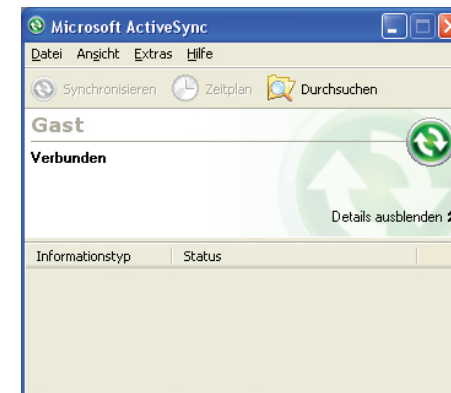 Microsoft ActiveSync
Datei Ansicht Extras Hilfe
Synchronisieren Zeitplan Durchsuchen
Gast
Verbunden
Details ausblenden
Informationstyp Status